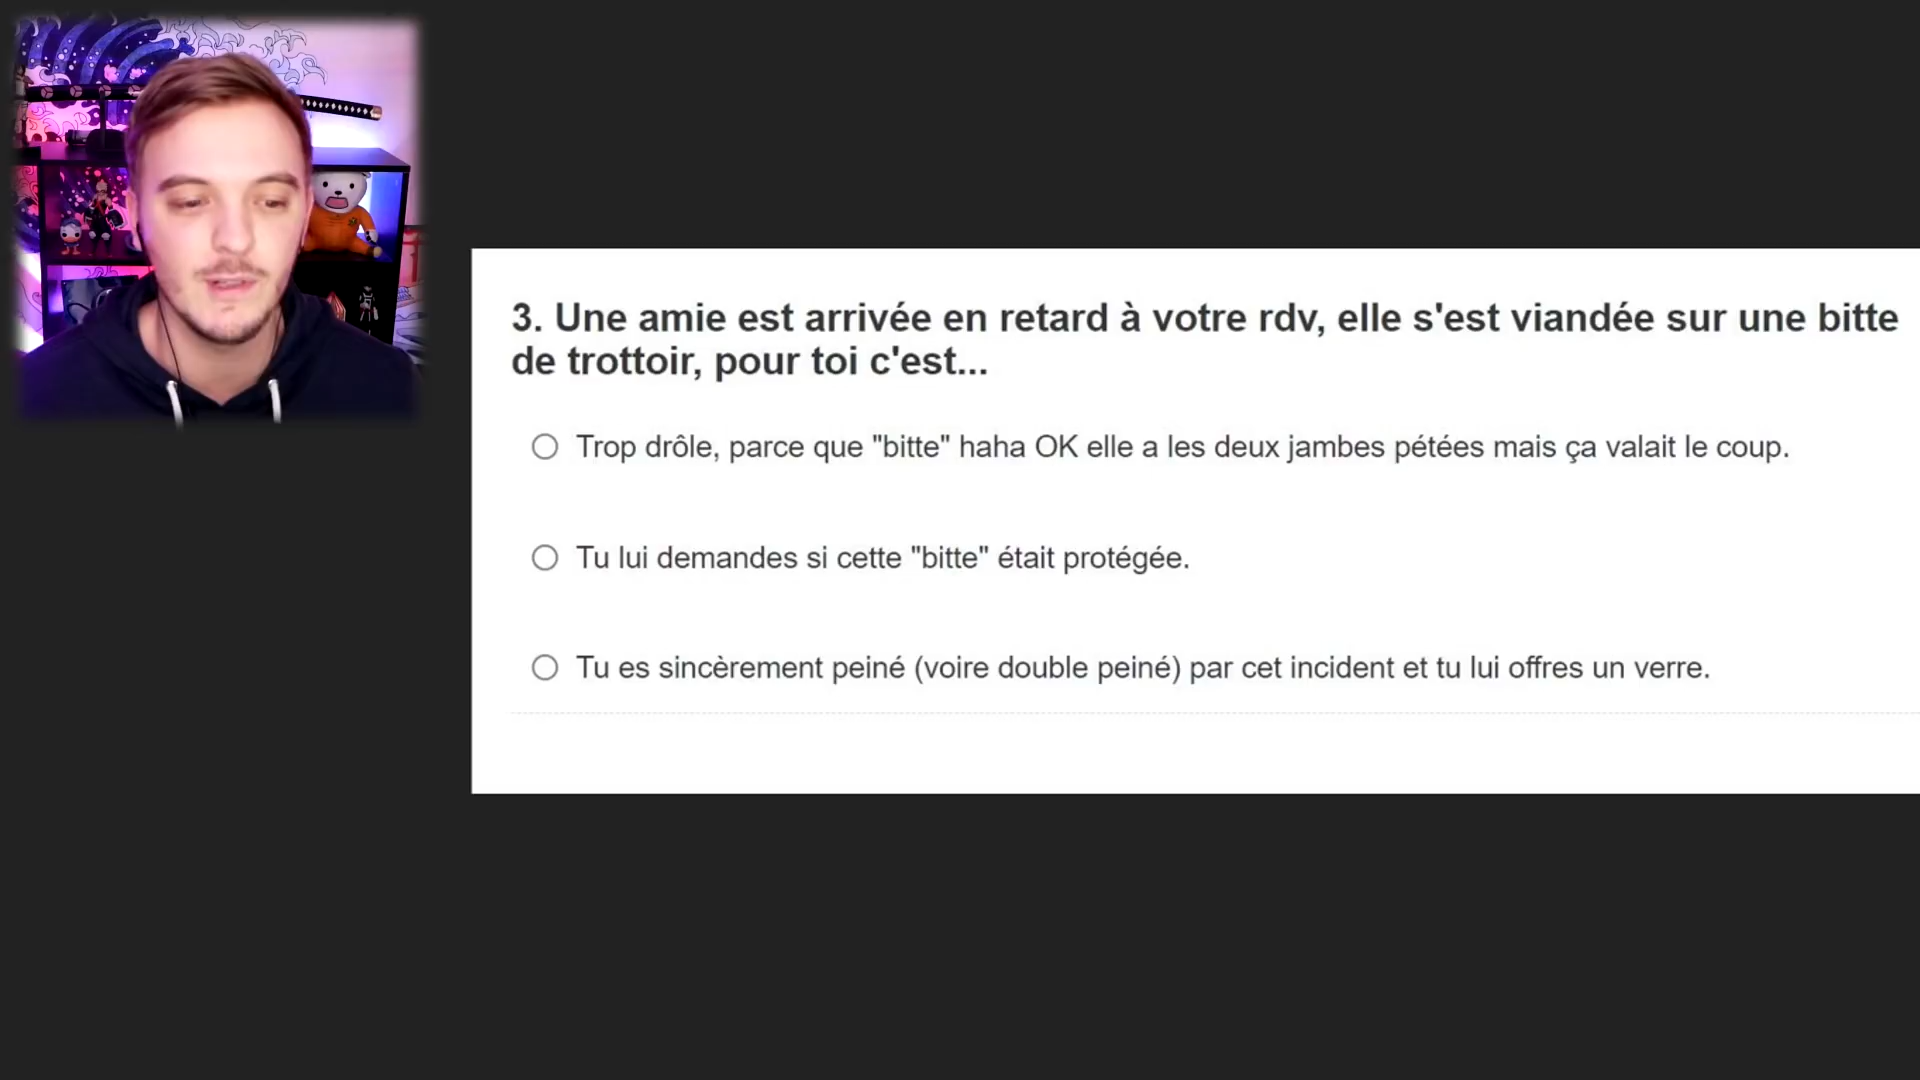 3. Une amie est arrivée en retard à votre rdv, elle s'est viandée sur une bitte
de trottoir, pour toi c'est...
Trop drôle, parce que "bitte" haha OK elle a les deux jambes pétées mais ça valait le coup.
Tu lui demandes si cette "bitte" était protégée.
Tu es sincèrement peiné (voire double peiné) par cet incident et tu lui offres un verre.